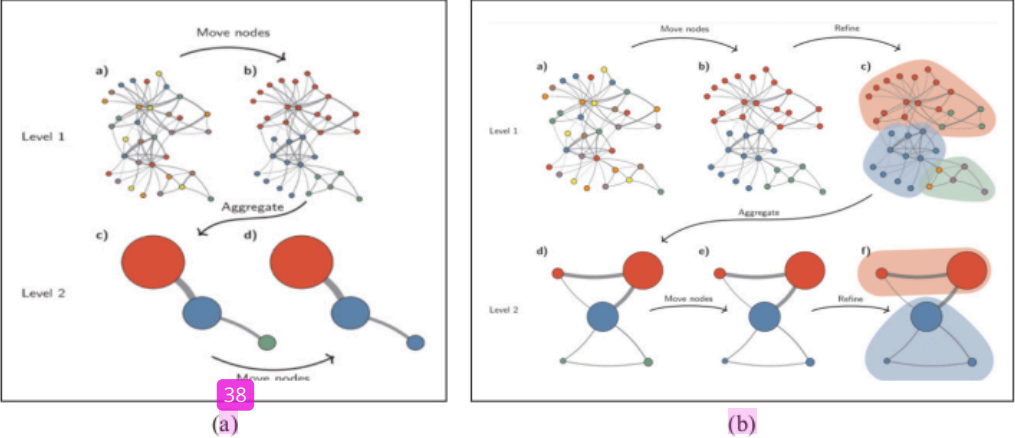 Move nodes
a)
b)
Level 1
Aggregate
c)
d)
Level 2
Move nodes
38
(a)
Move nodes
Refine
a)
b)
c)
Level 1
Aggregate
d)
e)
f)
Move nodes
Refine
Level 2
(b)